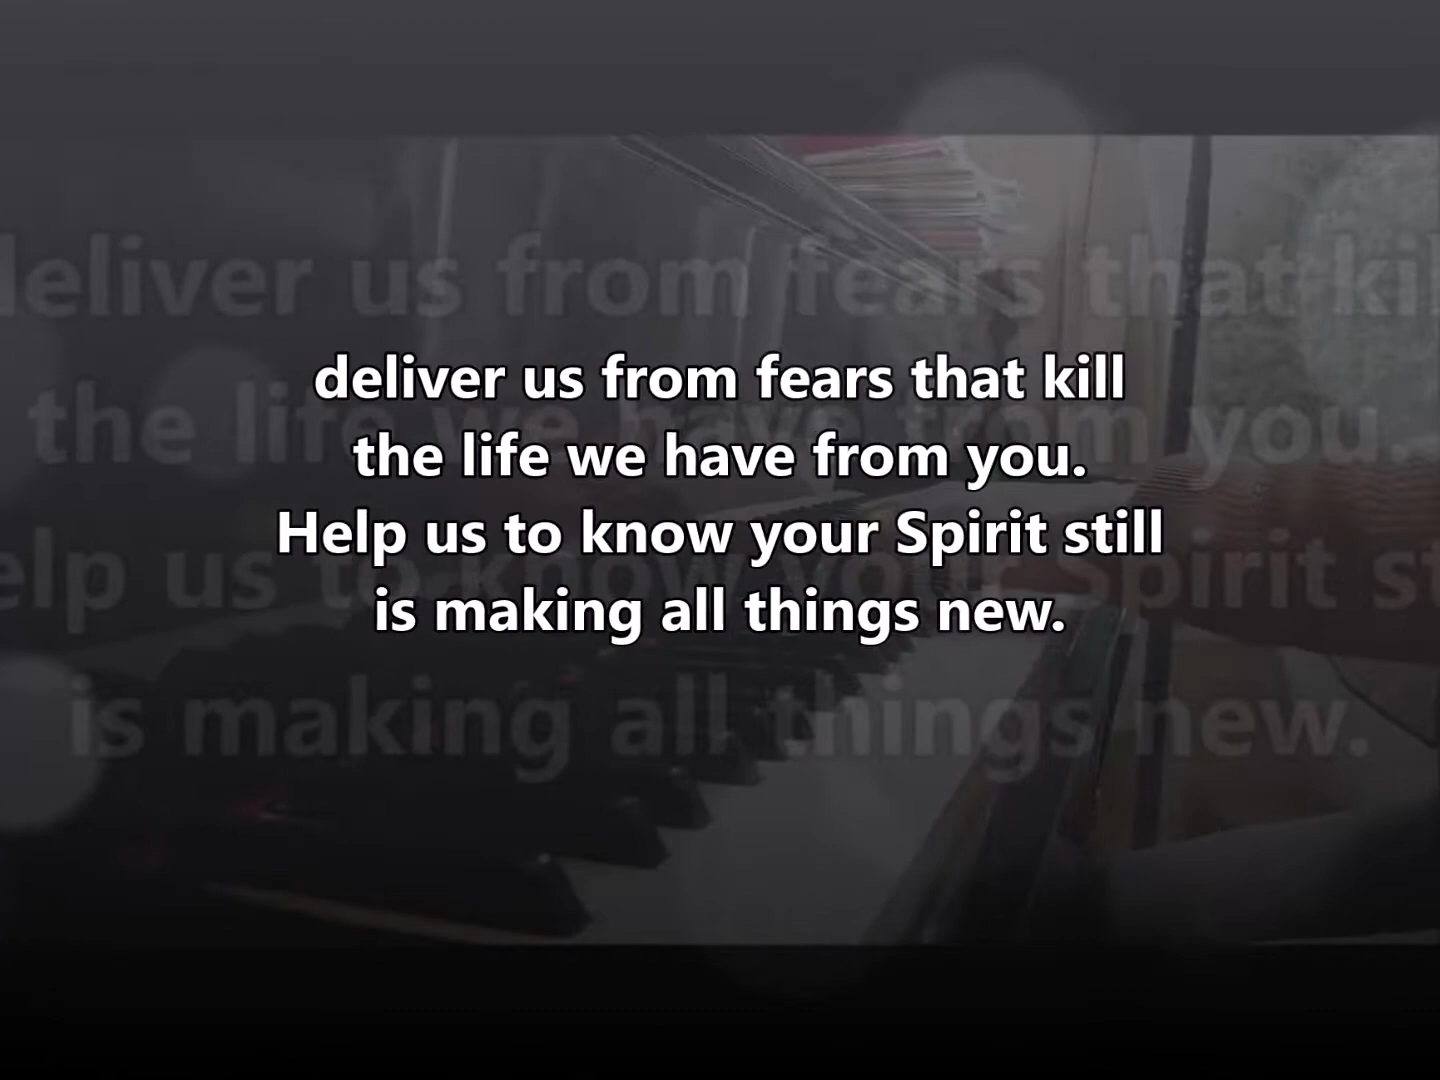 deliver us from fears that kill
the life we have from you.
Help us to know your Spirit still
is making all things new.